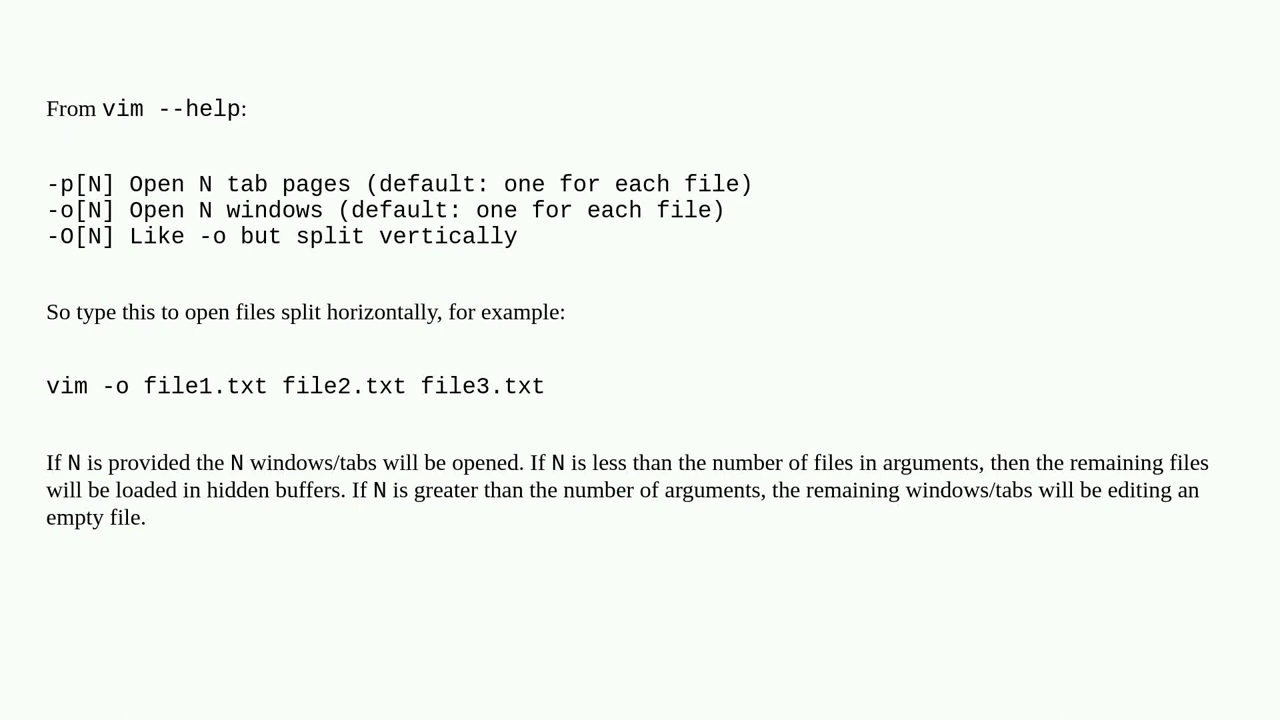 From vim --help:
-p[N] Open N tab pages (default: one for each file)
-o[N] Open N windows (default: one for each file)
-O[N] Like -o but split vertically
So type this to open files split horizontally, for example:
vim -o file1.txt file2.txt file3.txt
If N is provided the N windows/tabs will be opened. If N is less than the number of files in arguments, then the remaining files
will be loaded in hidden buffers. If N is greater than the number of arguments, the remaining windows/tabs will be editing an
empty file.